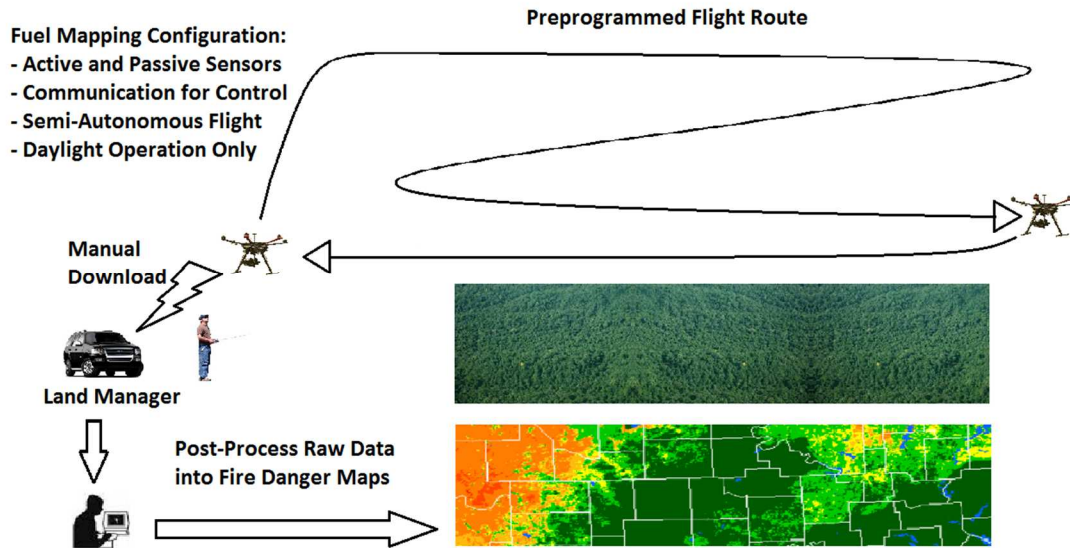 Preprogrammed Flight Route
Fuel Mapping Configuration:
- Active and Passive Sensors
- Communication for Control
- Semi-Autonomous Flight
- Daylight Operation Only
Manual
Download
Land Manager
Post-Process Raw Data
into Fire Danger Maps